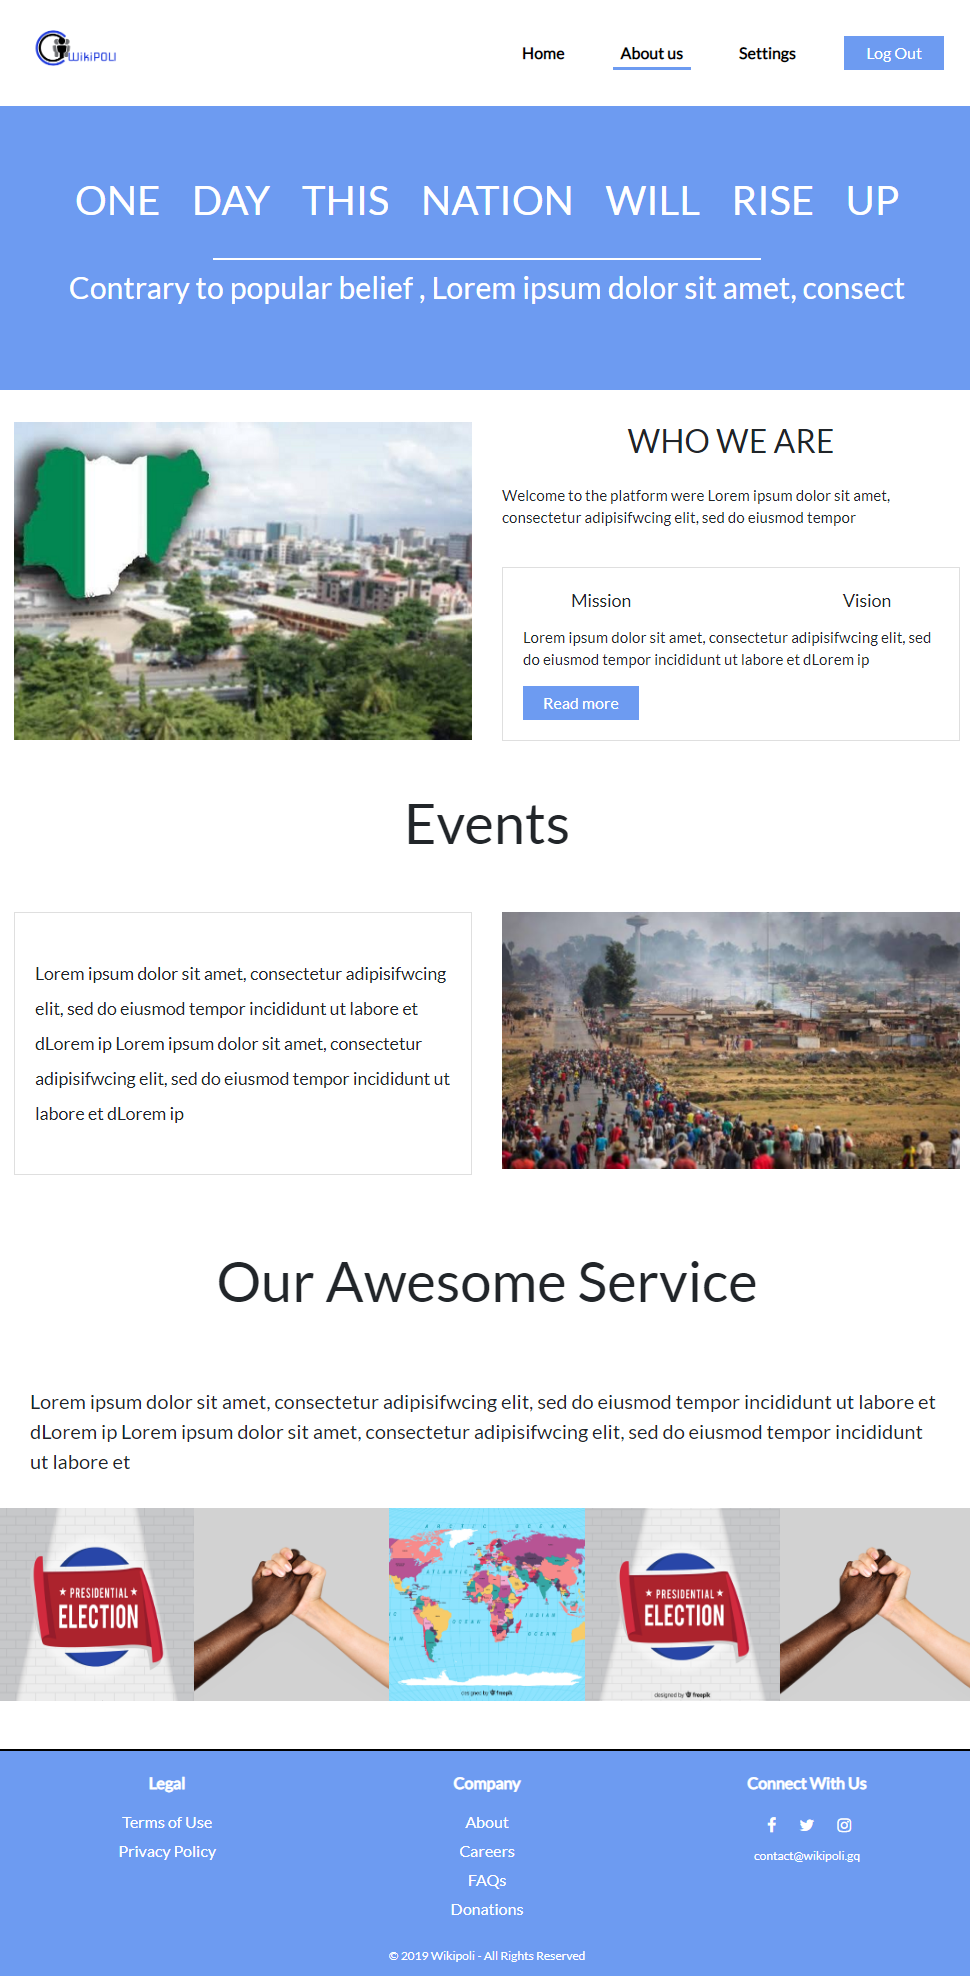 WikiPOLI
Home About us Settings Log Out
ONE DAY THIS NATION WILL RISE UP
Contrary to popular belief , Lorem ipsum dolor sit amet, consect
WHO WE ARE
Welcome to the platform were Lorem ipsum dolor sit amet,
consectetur adipisifwcing elit, sed do eiusmod tempor
Mission Vision
Lorem ipsum dolor sit amet, consectetur adipisifwcing elit, sed
do eiusmod tempor incididunt ut labore et dLorem ip
Read more
Events
Lorem ipsum dolor sit amet, consectetur adipisifwcing
elit, sed do eiusmod tempor incididunt ut labore et
dLorem ip Lorem ipsum dolor sit amet, consectetur
adipisifwcing elit, sed do eiusmod tempor incididunt ut
labore et dLorem ip
Our Awesome Service
Lorem ipsum dolor sit amet, consectetur adipisifwcing elit, sed do eiusmod tempor incididunt ut labore et
dLorem ip Lorem ipsum dolor sit amet, consectetur adipisifwcing elit, sed do eiusmod tempor incididunt
ut labore et
PRESIDENTIAL
ELECTION
ARCTIC OCEAN
ATLANTIC
OCEAN
INDIAN
OCEAN
designed by freepik
PRESIDENTIAL
ELECTION
designed by freepik
Legal
Terms of Use
Privacy Policy
Company
About
Careers
FAQs
Donations
Connect With Us
contact@wikipoli.gq
© 2019 Wikipoli - All Rights Reserved